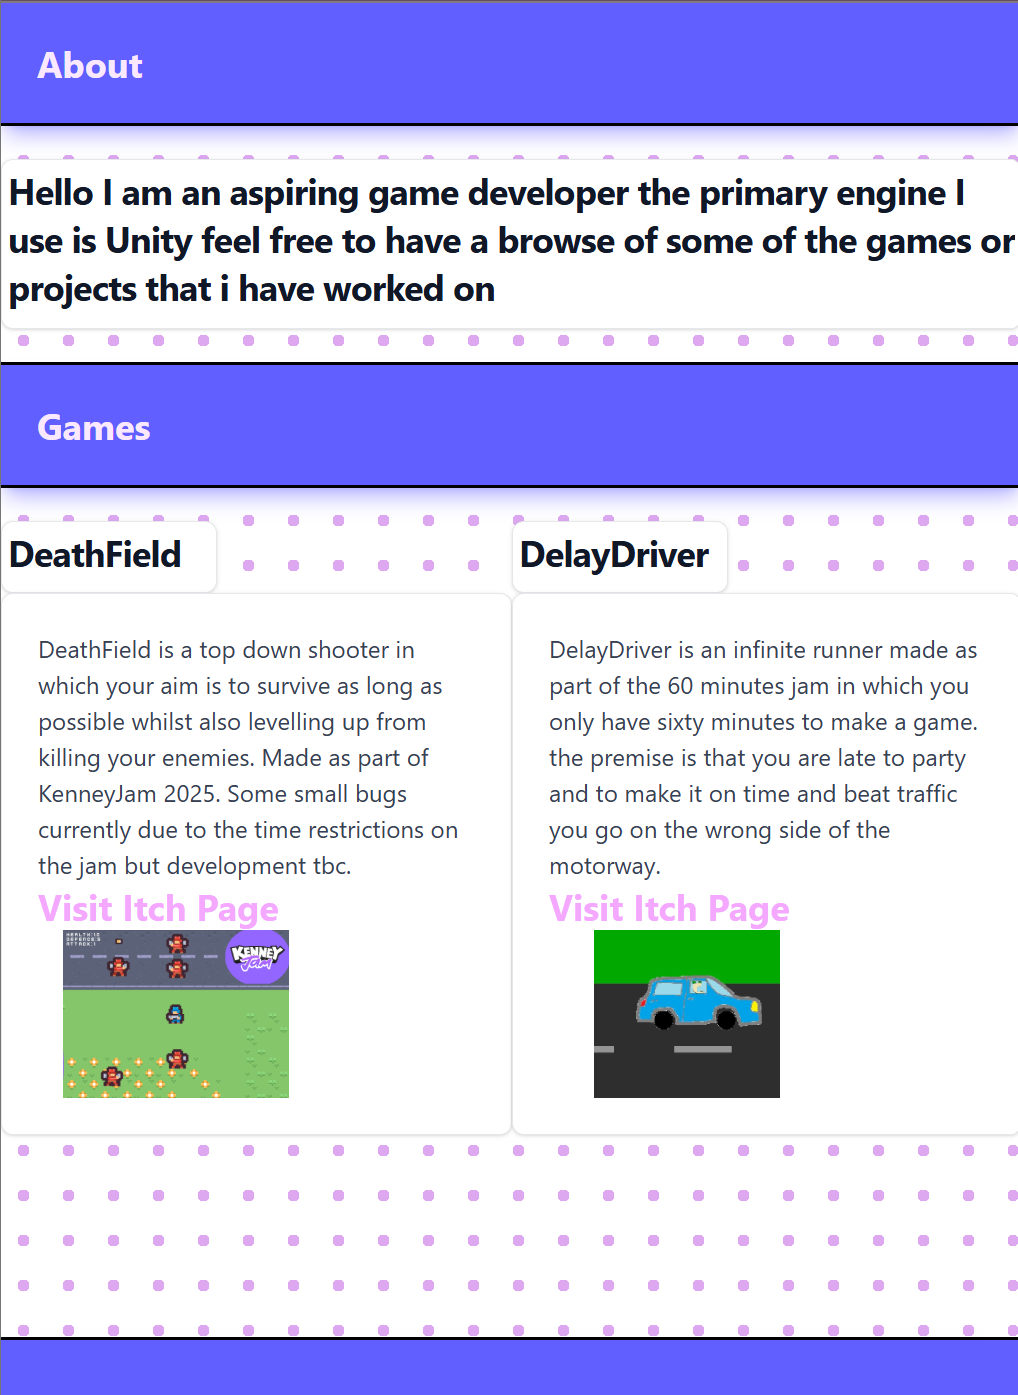 About
Hello I am an aspiring game developer the primary engine I
use is Unity feel free to have a browse of some of the games or
projects that i have worked on
Games
DeathField
DeathField is a top down shooter in
which your aim is to survive as long as
possible whilst also levelling up from
killing your enemies. Made as part of
KenneyJam 2025. Some small bugs
currently due to the time restrictions on
the jam but development tbc.
Visit Itch Page
HEALTH:10
DEFENCE:5
ATTACK:1
KENNEY
JAM
DelayDriver
DelayDriver is an infinite runner made as
part of the 60 minutes jam in which you
only have sixty minutes to make a game.
the premise is that you are late to party
and to make it on time and beat traffic
you go on the wrong side of the
motorway.
Visit Itch Page